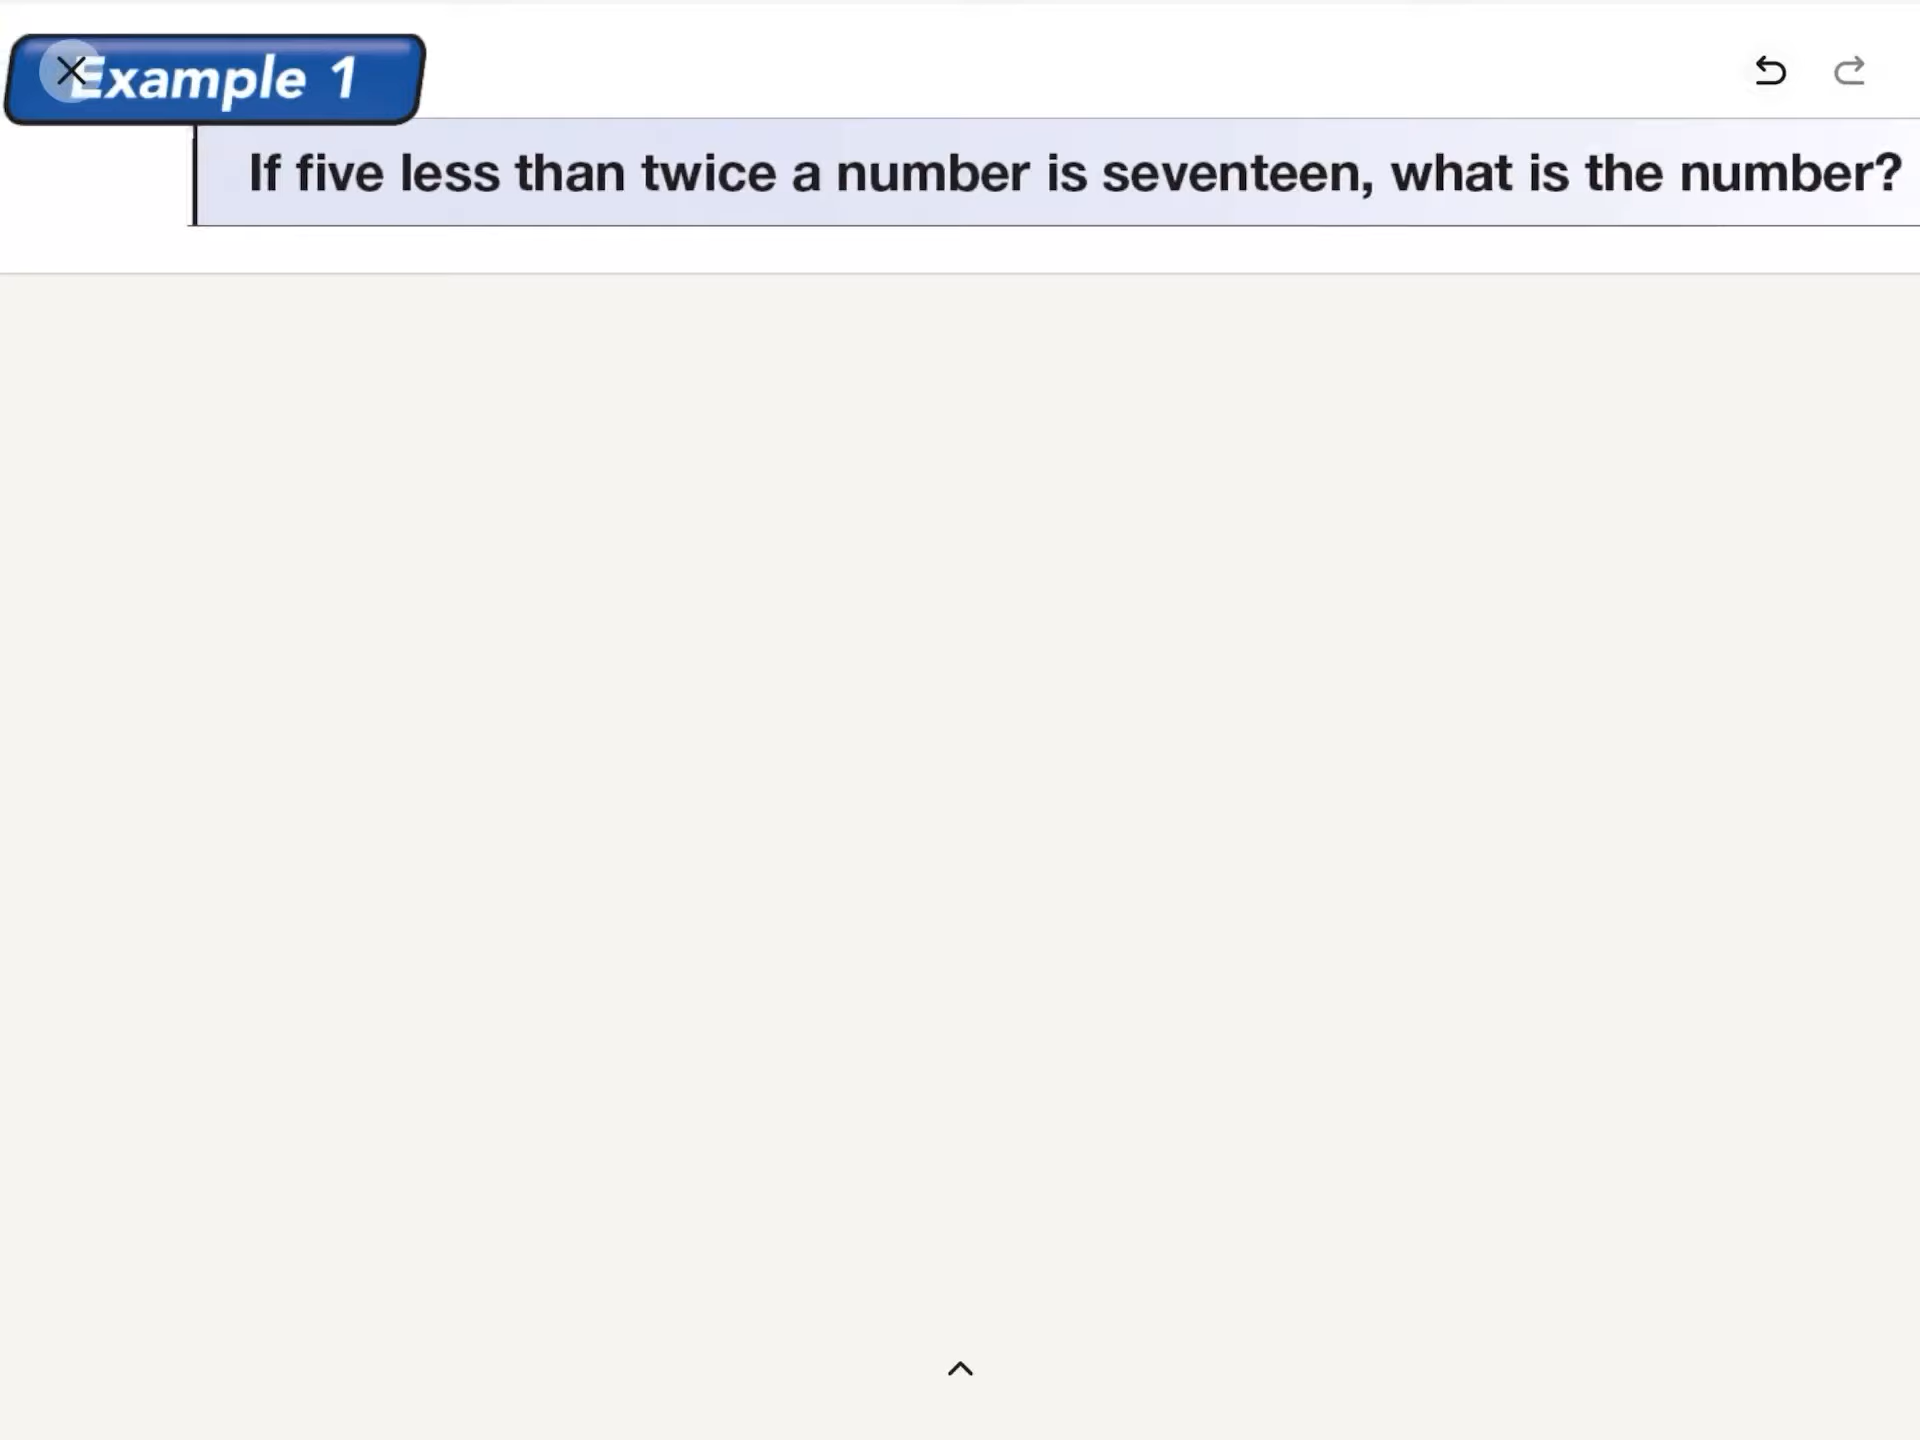 Example 1
If five less than twice a number is seventeen, what is the number?